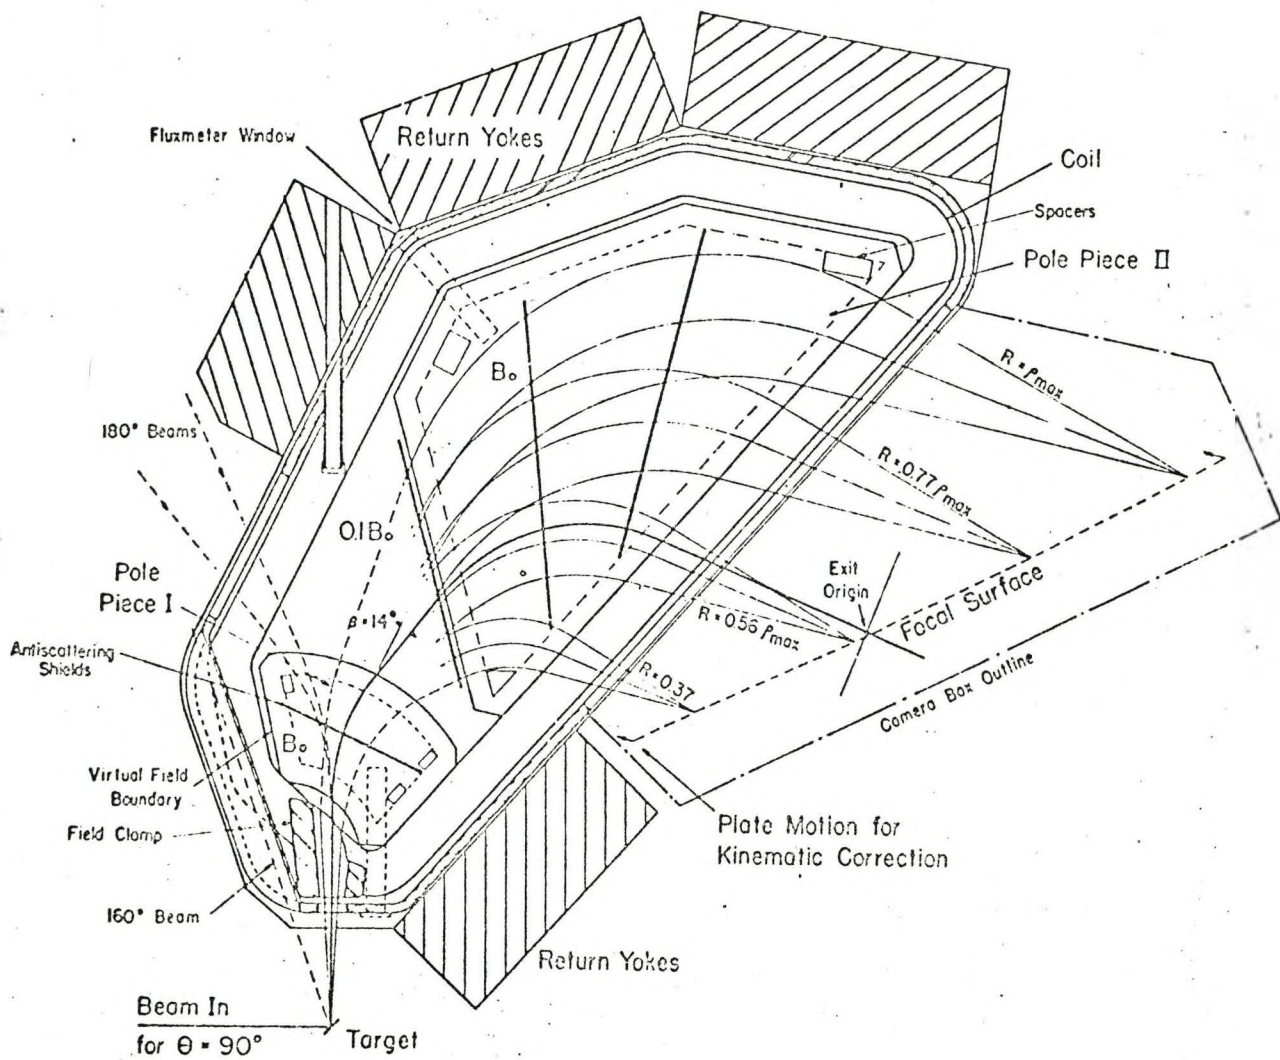 Fluxmeter Window
Return Yokes
Coil
Spacers
Pole Piece II
B₀
R = ρmax
180° Beams
R = 0.77 ρmax
0.1B₀
Pole
Piece I
Exit
Origin
Focal Surface
β = 14°
R = 0.56 ρmax
Antiscattering
Shields
R = 0.37
Camera Box Outline
B₀
Virtual Field
Boundary
Field Clamp
Plate Motion for
Kinematic Correction
160° Beam
Return Yokes
Beam In
for θ = 90°
Target